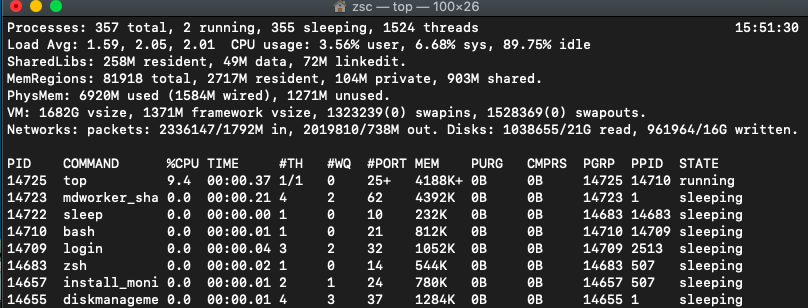 zsc — top — 100×26
Processes: 357 total, 2 running, 355 sleeping, 1524 threads 15:51:30
Load Avg: 1.59, 2.05, 2.01 CPU usage: 3.56% user, 6.68% sys, 89.75% idle
SharedLibs: 258M resident, 49M data, 72M linkedit.
MemRegions: 81918 total, 2717M resident, 104M private, 903M shared.
PhysMem: 6920M used (1584M wired), 1271M unused.
VM: 1682G vsize, 1371M framework vsize, 1323239(0) swapins, 1528369(0) swapouts.
Networks: packets: 2336147/1792M in, 2019810/738M out. Disks: 1038655/21G read, 961964/16G written.
PID COMMAND %CPU TIME #TH #WQ #PORT MEM PURG CMPRS PGRP PPID STATE
14725 top 9.4 00:00.37 1/1 0 25+ 4188K+ 0B 0B 14725 14710 running
14723 mdworker_sha 0.0 00:00.21 4 2 62 4392K 0B 0B 14723 1 sleeping
14722 sleep 0.0 00:00.00 1 0 10 232K 0B 0B 14683 14683 sleeping
14710 bash 0.0 00:00.01 1 0 21 812K 0B 0B 14710 14709 sleeping
14709 login 0.0 00:00.04 3 2 32 1052K 0B 0B 14709 2513 sleeping
14683 zsh 0.0 00:00.02 1 0 14 544K 0B 0B 14683 507 sleeping
14657 install_moni 0.0 00:00.01 2 1 24 780K 0B 0B 14657 507 sleeping
14655 diskmanageme 0.0 00:00.01 4 3 37 1284K 0B 0B 14655 1 sleeping